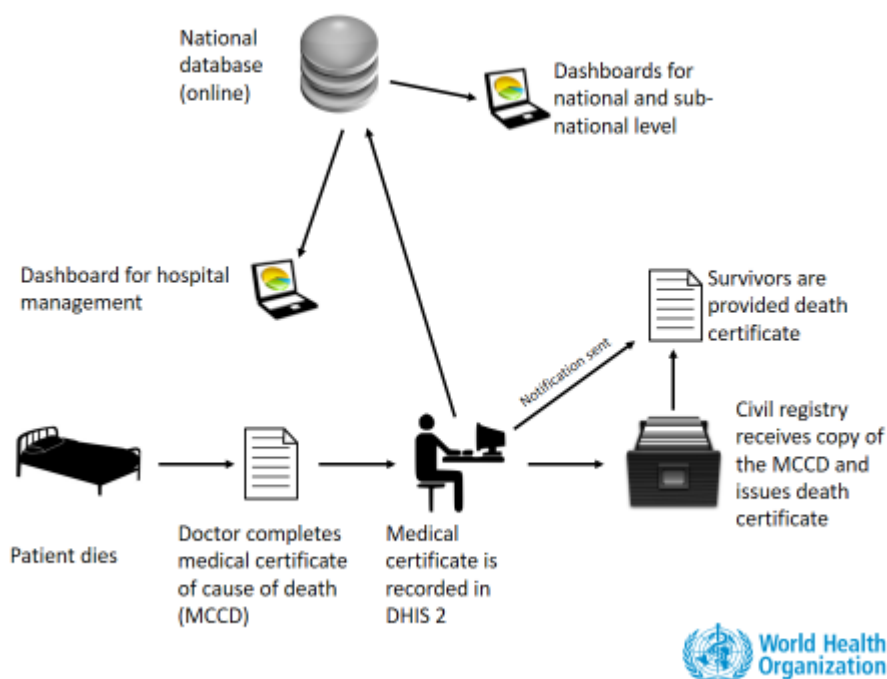 National
database
(online)
Dashboards for
national and sub-
national level
Dashboard for hospital
management
Survivors are
provided death
certificate
Notification sent
Civil registry
receives copy of
the MCCD and
issues death
certificate
Patient dies
Doctor completes
medical certificate
of cause of death
(MCCD)
Medical
certificate is
recorded in
DHIS 2
World Health
Organization